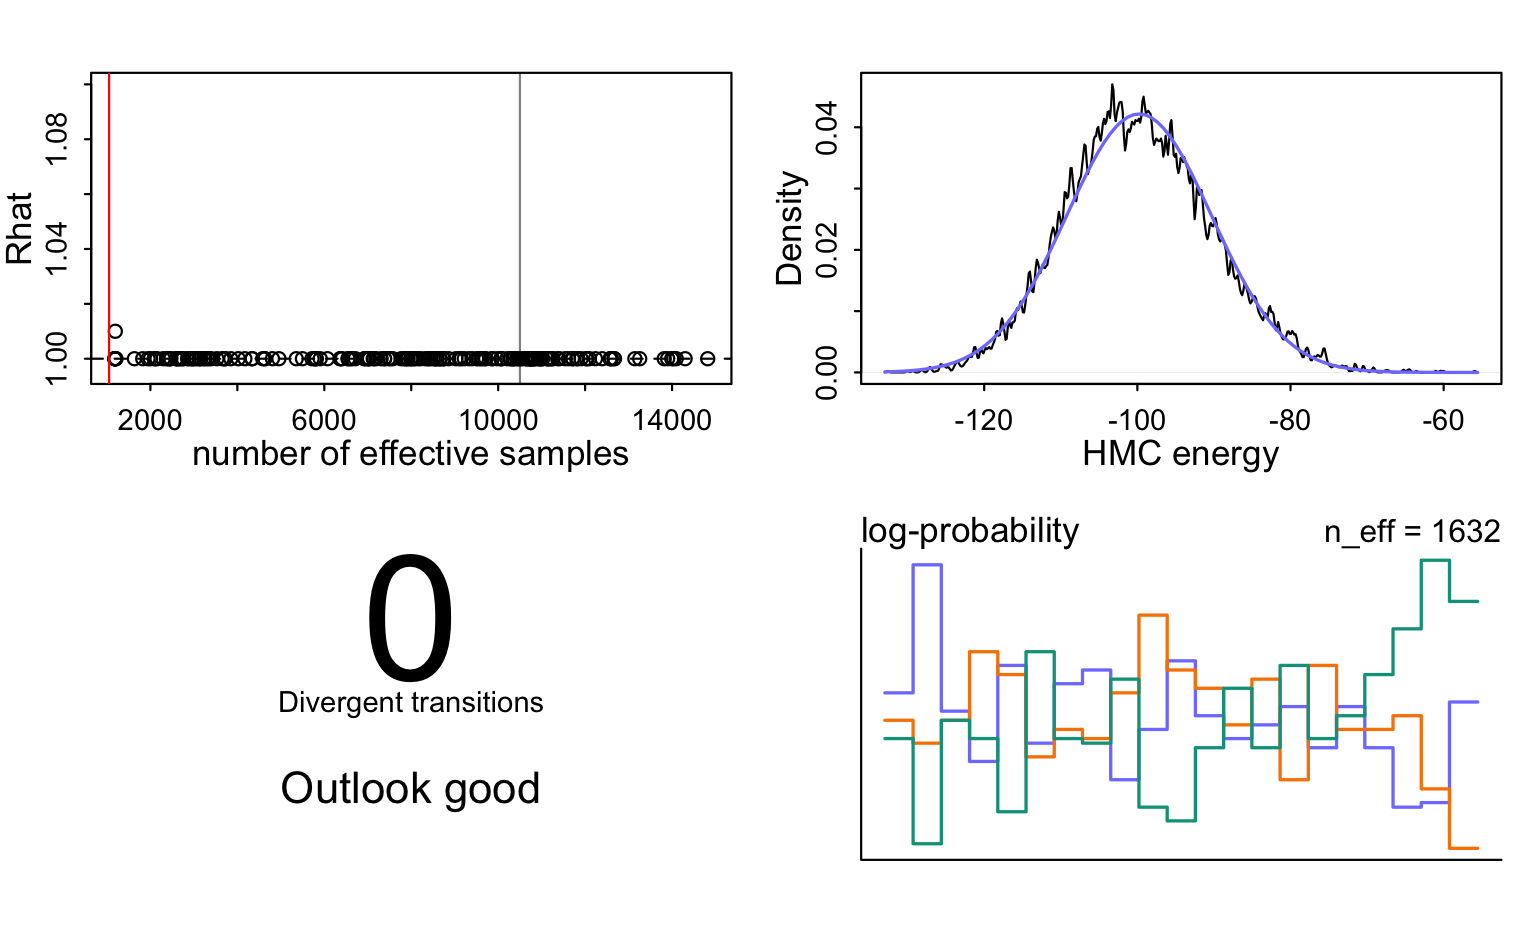 Rhat
1.00 1.04 1.08
2000 6000 10000 14000
number of effective samples
Density
0.00 0.02 0.04
-120 -100 -80 -60
HMC energy
0
Divergent transitions
Outlook good
log-probability n_eff = 1632